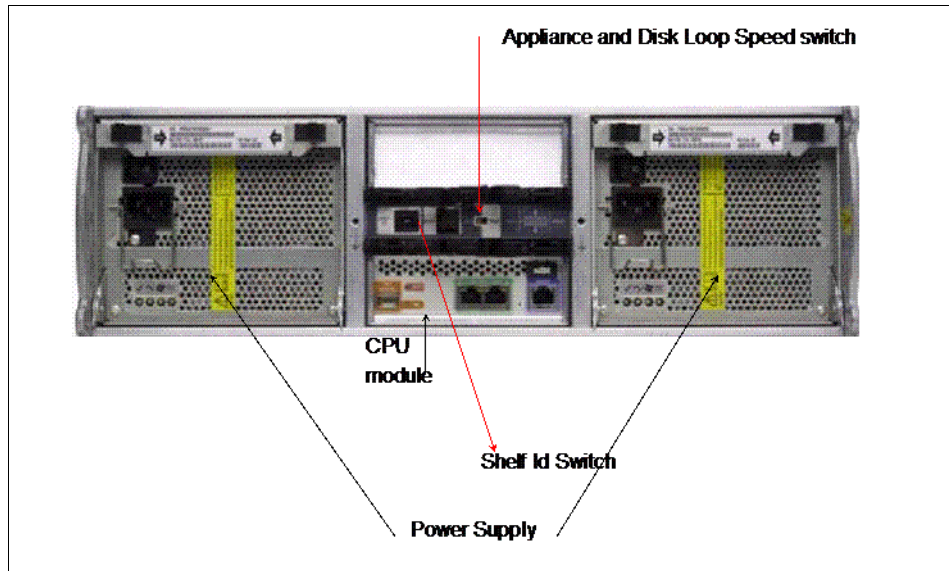 Appliance and Disk Loop Speed switch
CPU
module
Shelf Id Switch
Power Supply